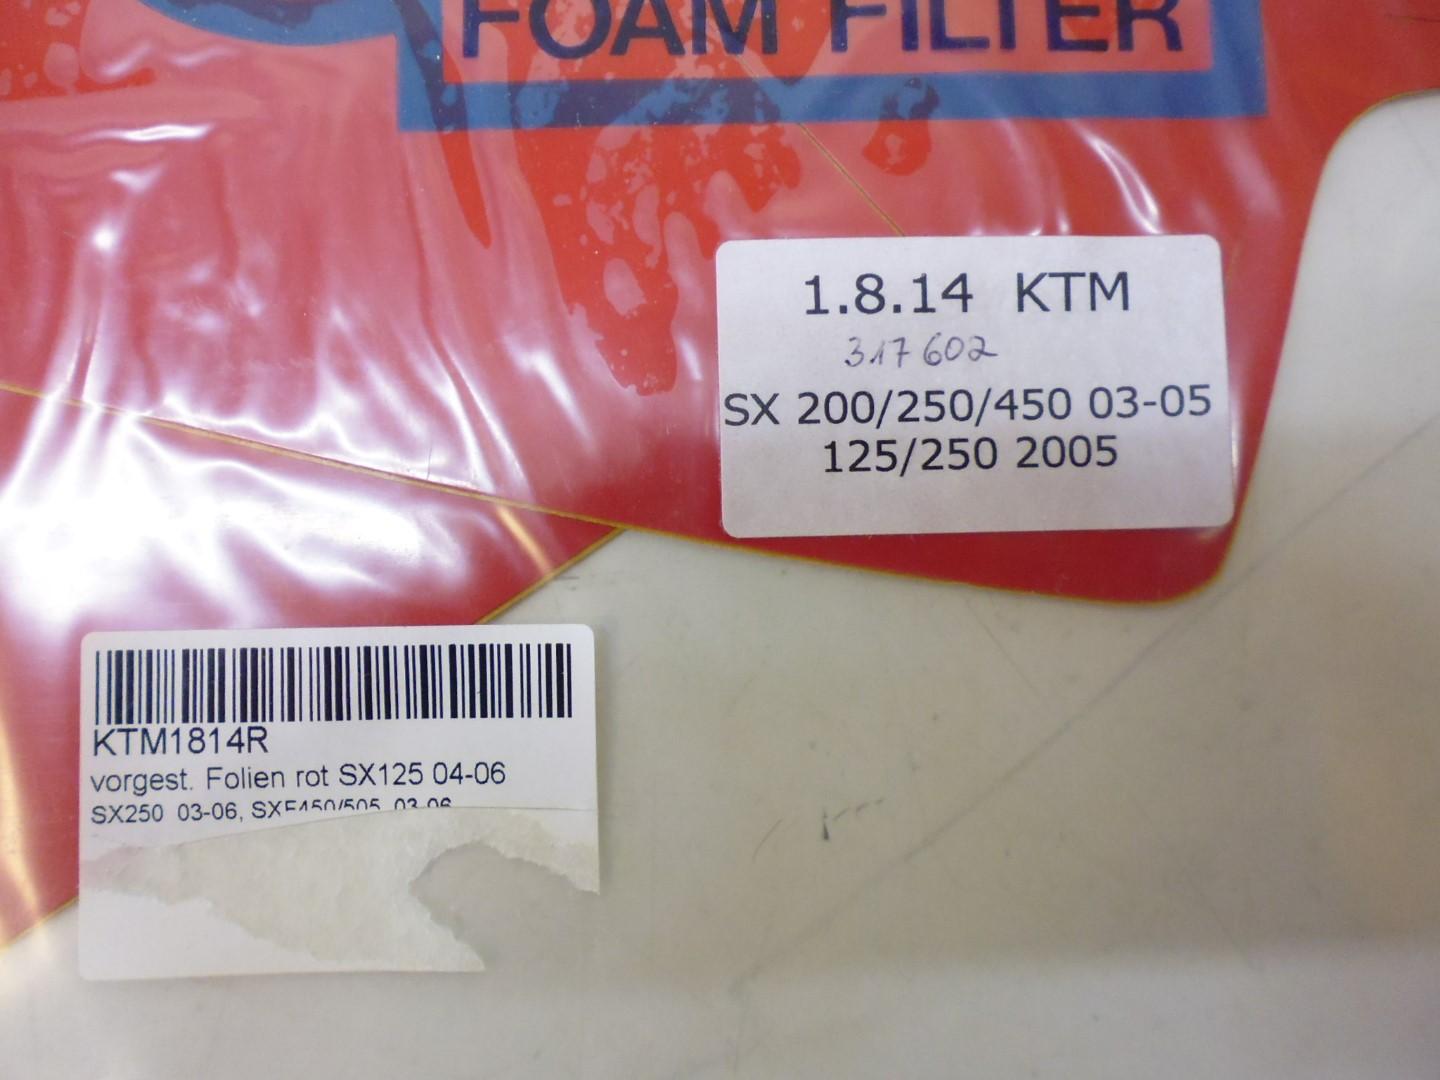 FOAM FILTER
1.8.14 KTM
317602
SX 200/250/450 03-05
125/250 2005
KTM1814R
vorgest. Folien rot SX125 04-06
SX250 03-06, SXF450/505 03-06